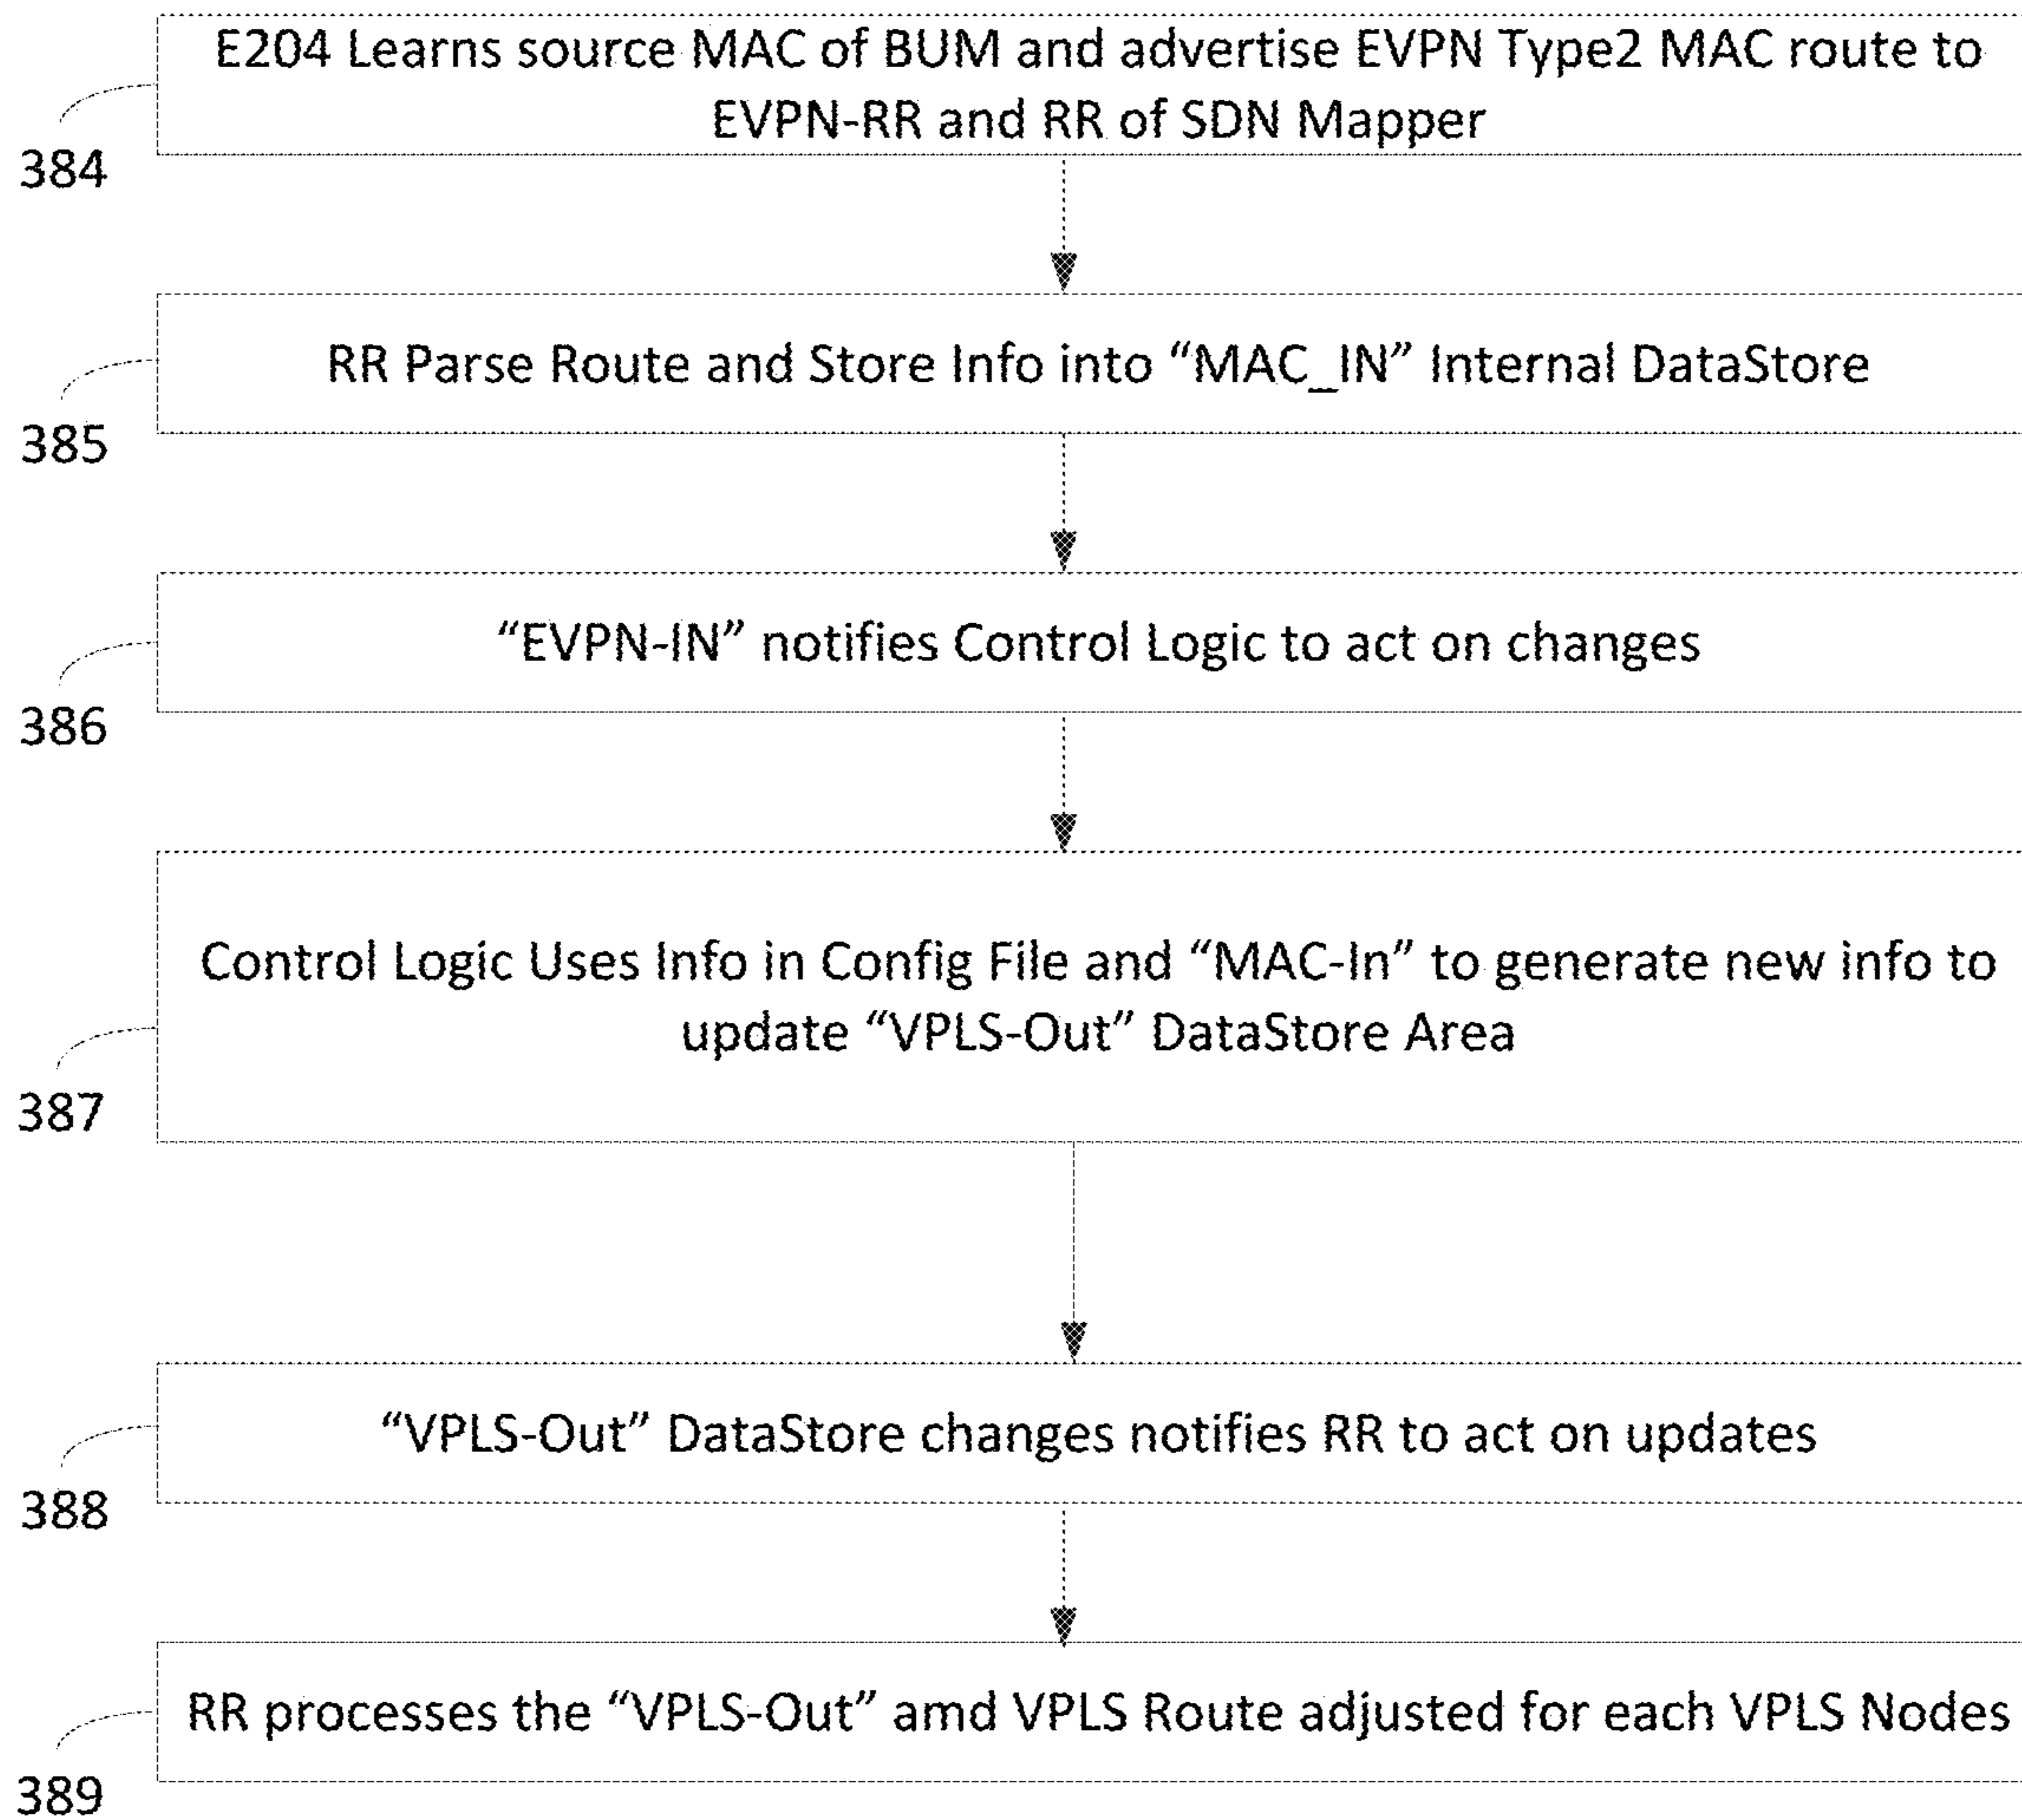 E204 Learns source MAC of BUM and advertise EVPN Type2 MAC route to
EVPN-RR and RR of SDN Mapper
384
RR Parse Route and Store Info into “MAC_IN” Internal DataStore
385
“EVPN-IN” notifies Control Logic to act on changes
386
Control Logic Uses Info in Config File and “MAC-In” to generate new info to
update “VPLS-Out” DataStore Area
387
“VPLS-Out” DataStore changes notifies RR to act on updates
388
RR processes the “VPLS-Out” amd VPLS Route adjusted for each VPLS Nodes
389